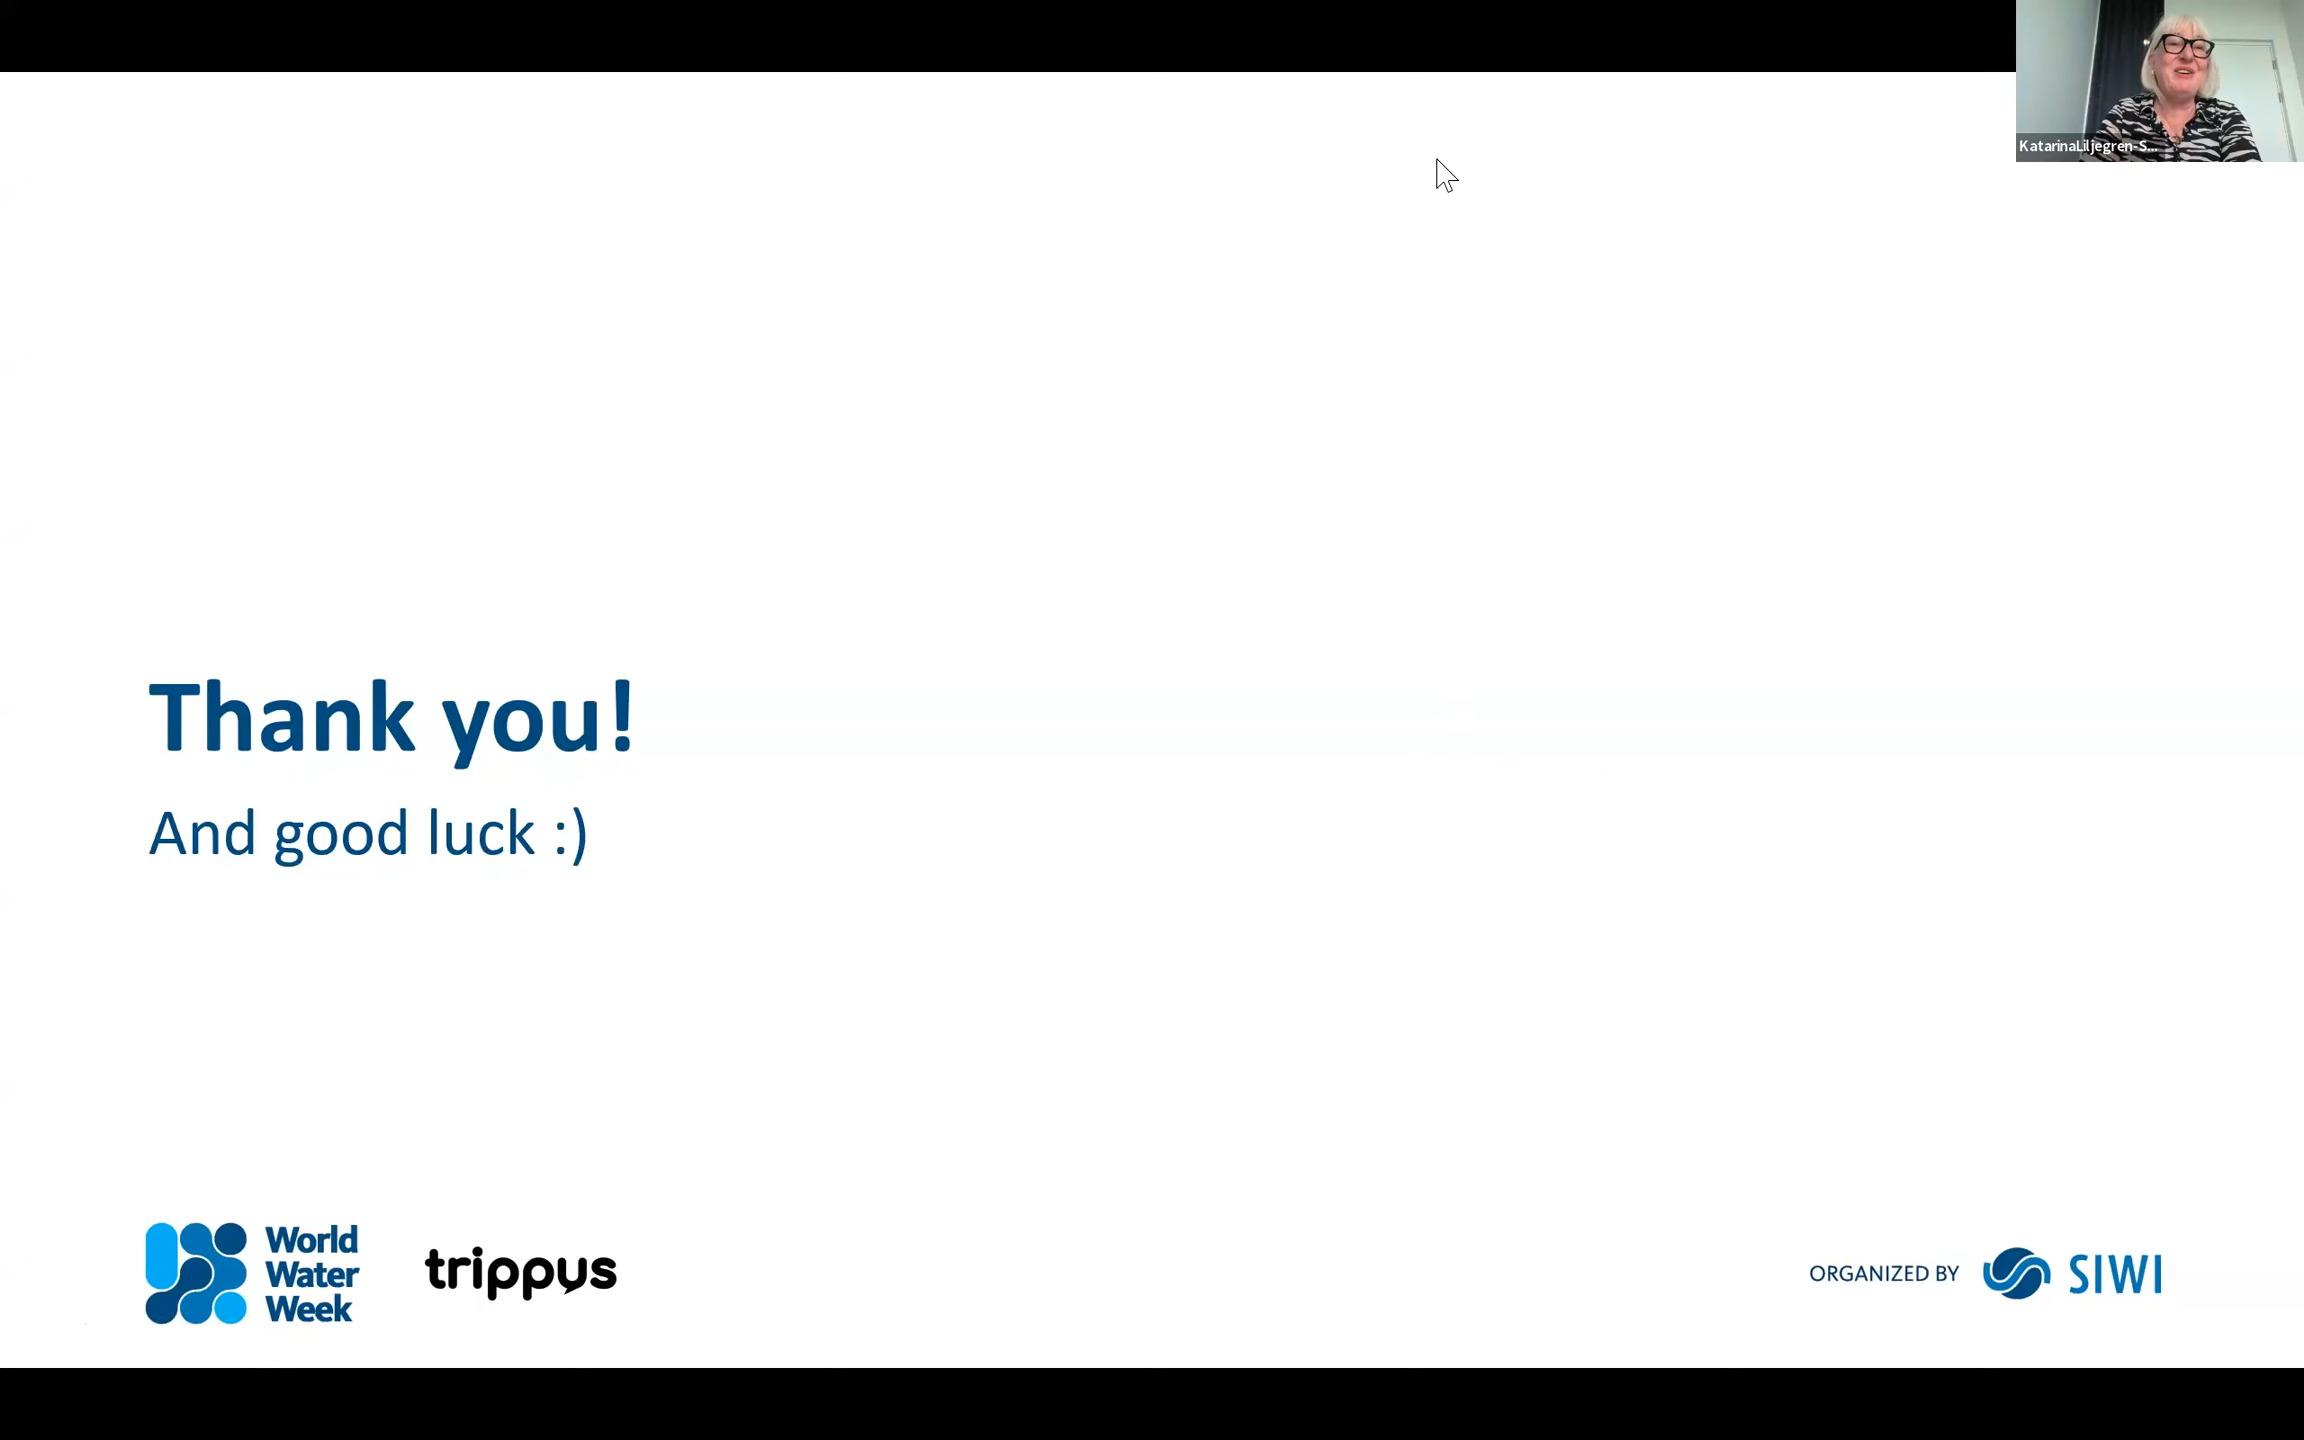 KatarinaLiljegren-S...
Thank you!
And good luck :)
World
Water
Week
trippus
ORGANIZED BY
SIWI